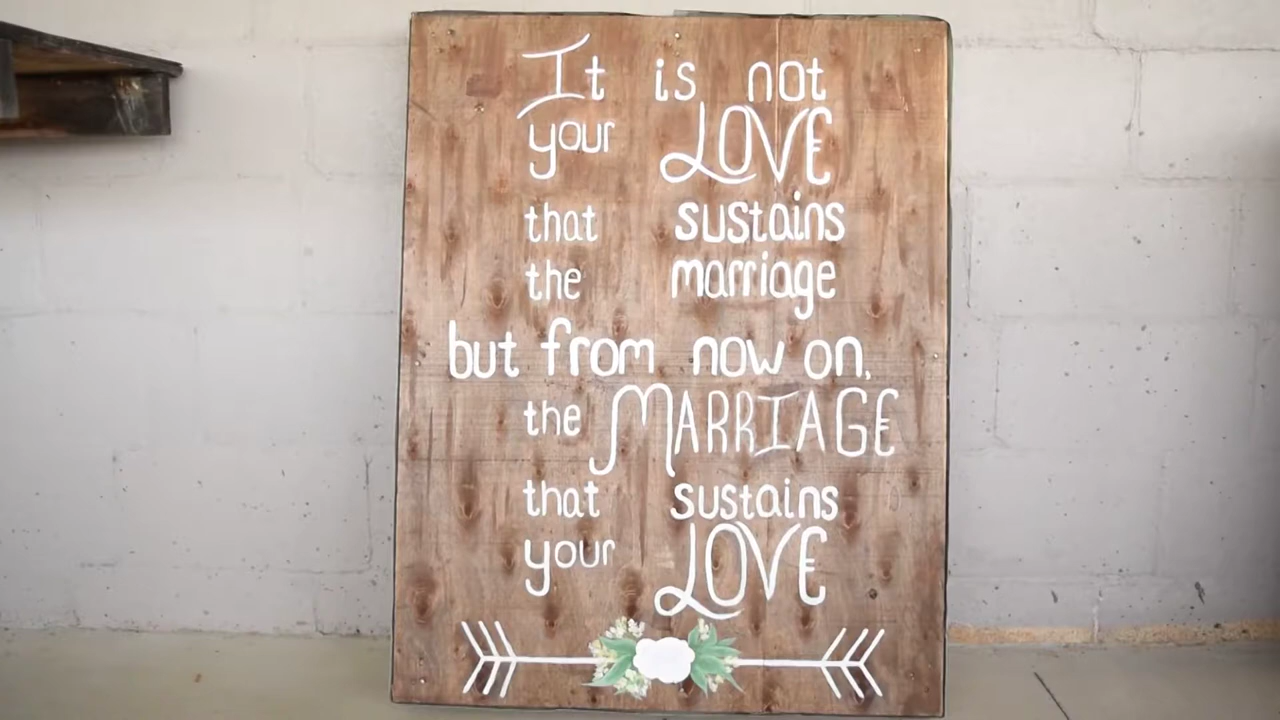 It is not
your LOVE
that sustains
the marriage
but from now on,
the MARRIAGE
that sustains
your LOVE